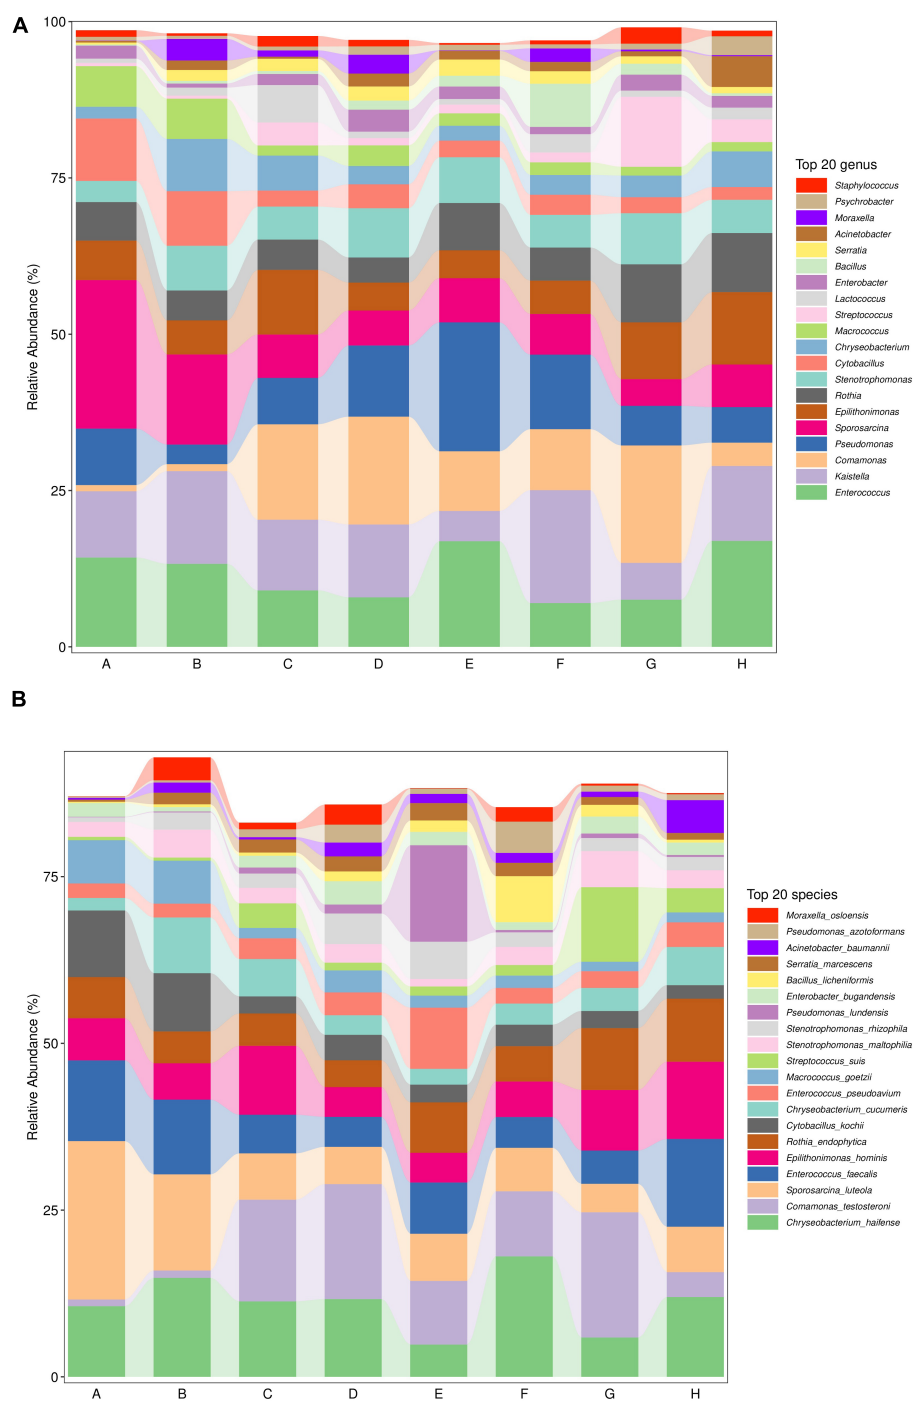 A
100
75
50
25
0
Relative Abundance (%)
A B C D E F G H
Top 20 genus
Staphylococcus
Psychrobacter
Moraxella
Acinetobacter
Serratia
Bacillus
Enterobacter
Lactococcus
Streptococcus
Macrococcus
Chryseobacterium
Cytobacillus
Stenotrophomonas
Rothia
Epilithonimonas
Sporosarcina
Pseudomonas
Comamonas
Kaistella
Enterococcus
B
75
50
25
0
Relative Abundance (%)
A B C D E F G H
Top 20 species
Moraxella_osloensis
Pseudomonas_azotoformans
Acinetobacter_baumannii
Serratia_marcescens
Bacillus_licheniformis
Enterobacter_bugandensis
Pseudomonas_lundensis
Stenotrophomonas_rhizophila
Stenotrophomonas_maltophilia
Streptococcus_suis
Macrococcus_goetzii
Enterococcus_pseudoavium
Chryseobacterium_cucumeris
Cytobacillus_kochii
Rothia_endophytica
Epilithonimonas_hominis
Enterococcus_faecalis
Sporosarcina_luteola
Comamonas_testosteroni
Chryseobacterium_haifense